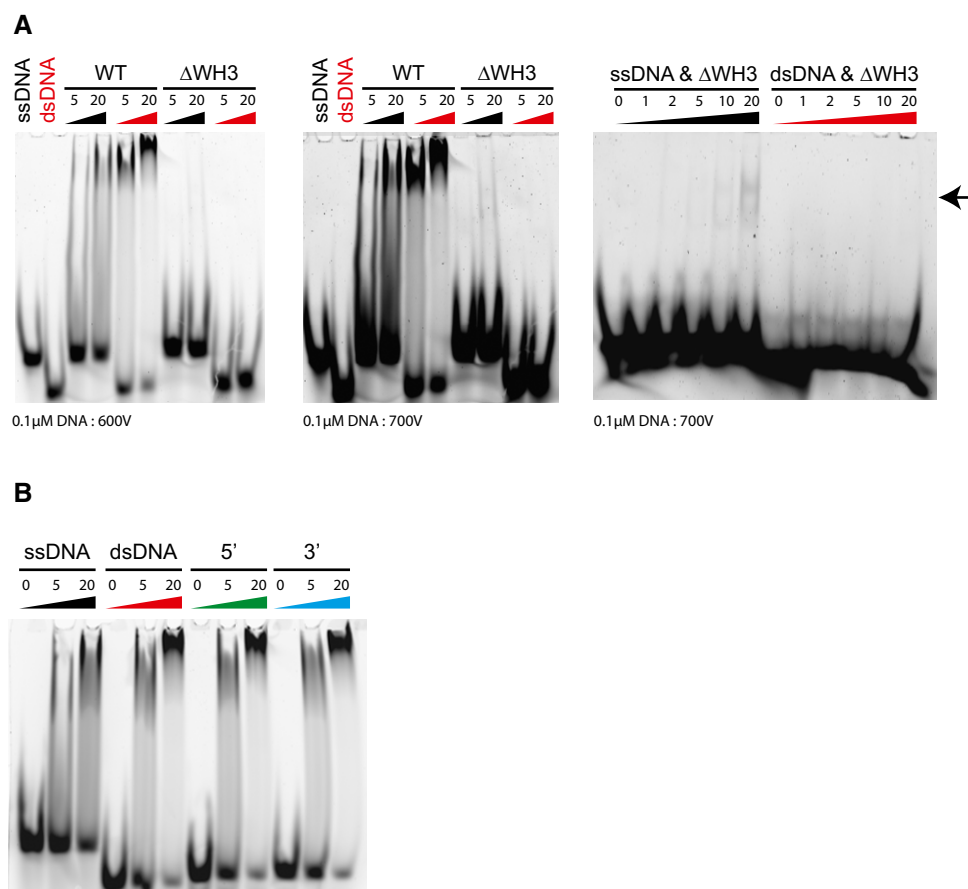 A
ssDNA dsDNA WT ΔWH3
5 20 5 20 5 20 5 20
0.1μM DNA : 600V
ssDNA dsDNA WT ΔWH3
5 20 5 20 5 20 5 20
0.1μM DNA : 700V
ssDNA & ΔWH3 dsDNA & ΔWH3
0 1 2 5 10 20 0 1 2 5 10 20
0.1μM DNA : 700V
B
ssDNA dsDNA 5’ 3’
0 5 20 0 5 20 0 5 20 0 5 20